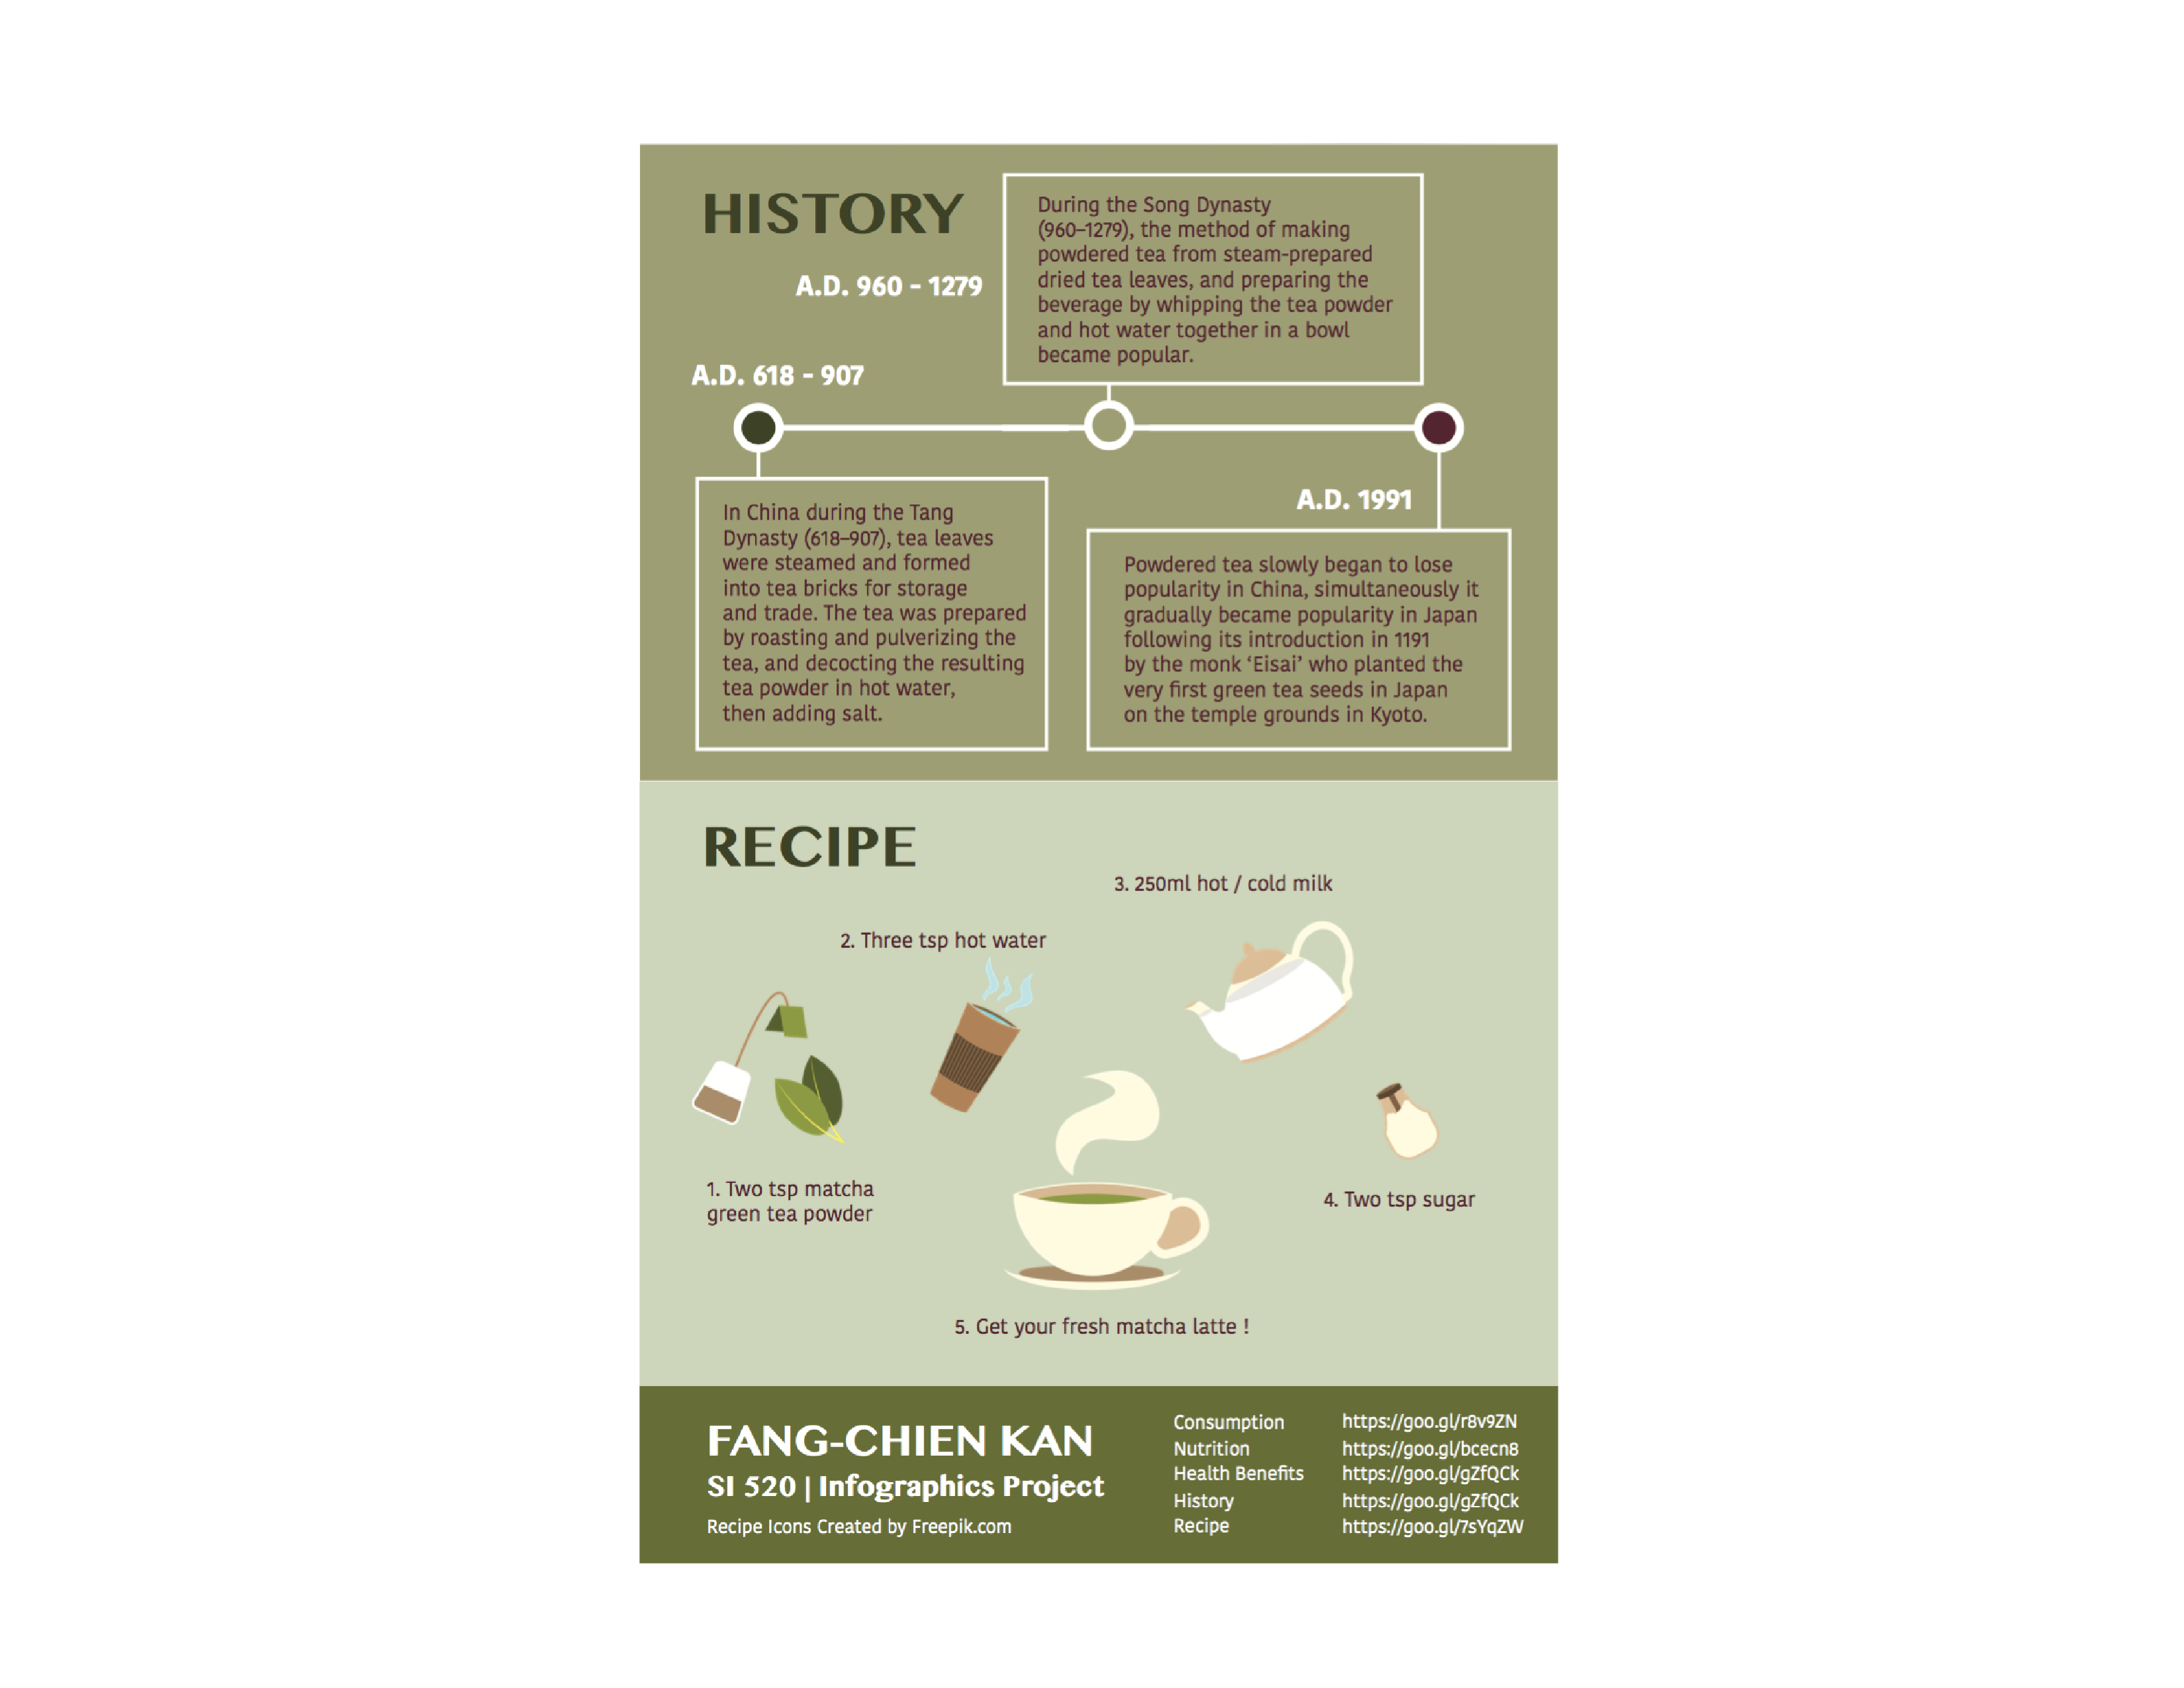 HISTORY
A.D. 960 - 1279
During the Song Dynasty
(960–1279), the method of making
powdered tea from steam-prepared
dried tea leaves, and preparing the
beverage by whipping the tea powder
and hot water together in a bowl
became popular.
A.D. 618 - 907
In China during the Tang
Dynasty (618–907), tea leaves
were steamed and formed
into tea bricks for storage
and trade. The tea was prepared
by roasting and pulverizing the
tea, and decocting the resulting
tea powder in hot water,
then adding salt.
A.D. 1991
Powdered tea slowly began to lose
popularity in China, simultaneously it
gradually became popularity in Japan
following its introduction in 1191
by the monk ‘Eisai’ who planted the
very first green tea seeds in Japan
on the temple grounds in Kyoto.
RECIPE
3. 250ml hot / cold milk
2. Three tsp hot water
1. Two tsp matcha
green tea powder
4. Two tsp sugar
5. Get your fresh matcha latte !
FANG-CHIEN KAN
SI 520 | Infographics Project
Recipe Icons Created by Freepik.com
Consumption https://goo.gl/r8v9ZN
Nutrition https://goo.gl/bcecn8
Health Benefits https://goo.gl/gZfQCk
History https://goo.gl/gZfQCk
Recipe https://goo.gl/7sYqZW